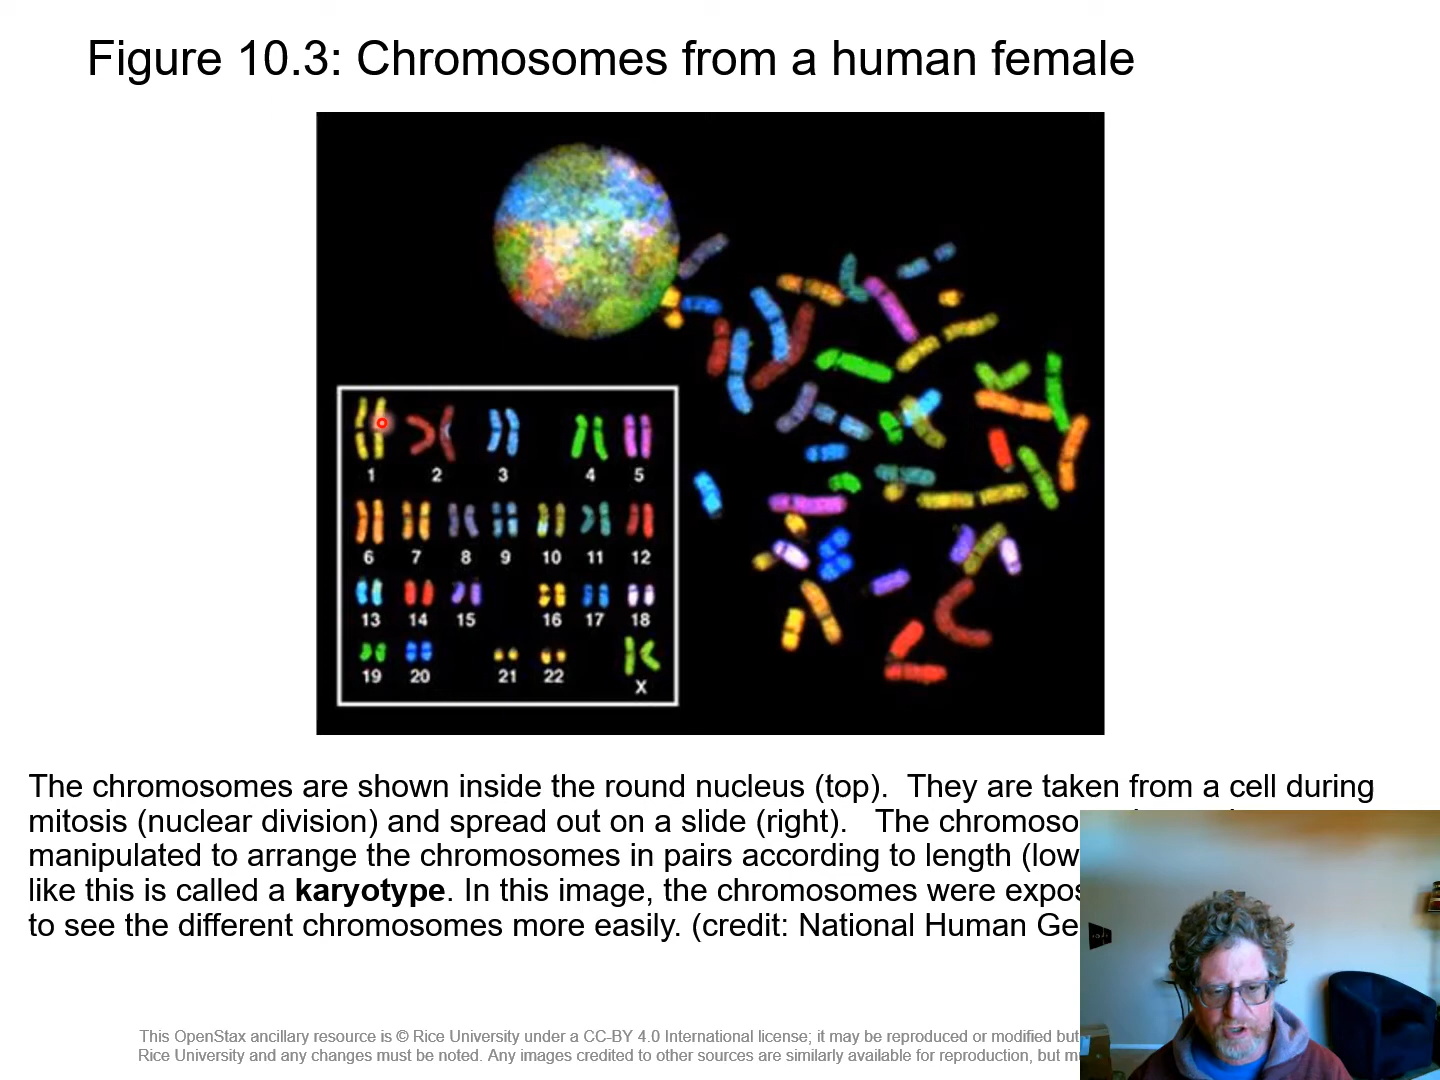 Figure 10.3: Chromosomes from a human female
1 2 3 4 5
6 7 8 9 10 11 12
13 14 15 16 17 18
19 20 21 22 X
The chromosomes are shown inside the round nucleus (top). They are taken from a cell during
mitosis (nuclear division) and spread out on a slide (right). The
manipulated to arrange the chromosomes in pairs according to length
like this is called a karyotype. In this image, the chromosomes were
to see the different chromosomes more easily. (credit: National Human
This OpenStax ancillary resource is © Rice University under a CC-BY 4.0 International license; it may be reproduced or modified but
Rice University and any changes must be noted. Any images credited to other sources are similarly available for reproduction, but